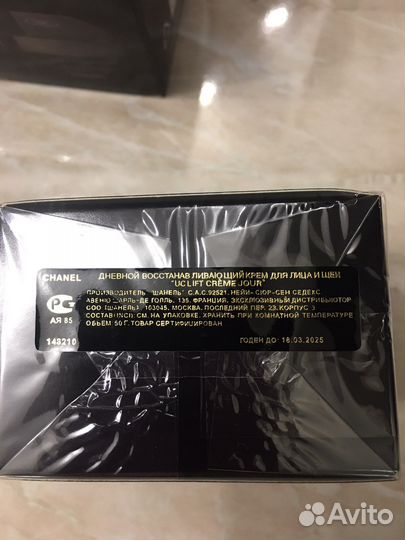 CHANEL
ДНЕВНОЙ ВОССТАНАВЛИВАЮЩИЙ КРЕМ ДЛЯ ЛИЦА И ШЕИ
"UC LIFT CRÈME JOUR"
ПРОИЗВОДИТЕЛЬ "ШАНЕЛЬ" С.А.С.92521, НЕЙИ-СЮР-СЕН СЕДЕКС
АВЕНЮ ШАРЛЬ-ДЕ ГОЛЛЬ, 135, ФРАНЦИЯ. ЭКСКЛЮЗИВНЫЙ ДИСТРИБЬЮТОР
ООО (ШАНЕЛЬ), 103045, МОСКВА. ПОСЛЕДНИЙ ПЕР. 23. КОРПУС 3
СОСТАВ(INCI): СМ. НА УПАКОВКЕ. ХРАНИТЬ ПРИ КОМНАТНОЙ ТЕМПЕРАТУРЕ
ОБЪЕМ 50 Г. ТОВАР СЕРТИФИЦИРОВАН
РС
АЯ 85
148210
ГОДЕН ДО: 18.03.2025
Avito